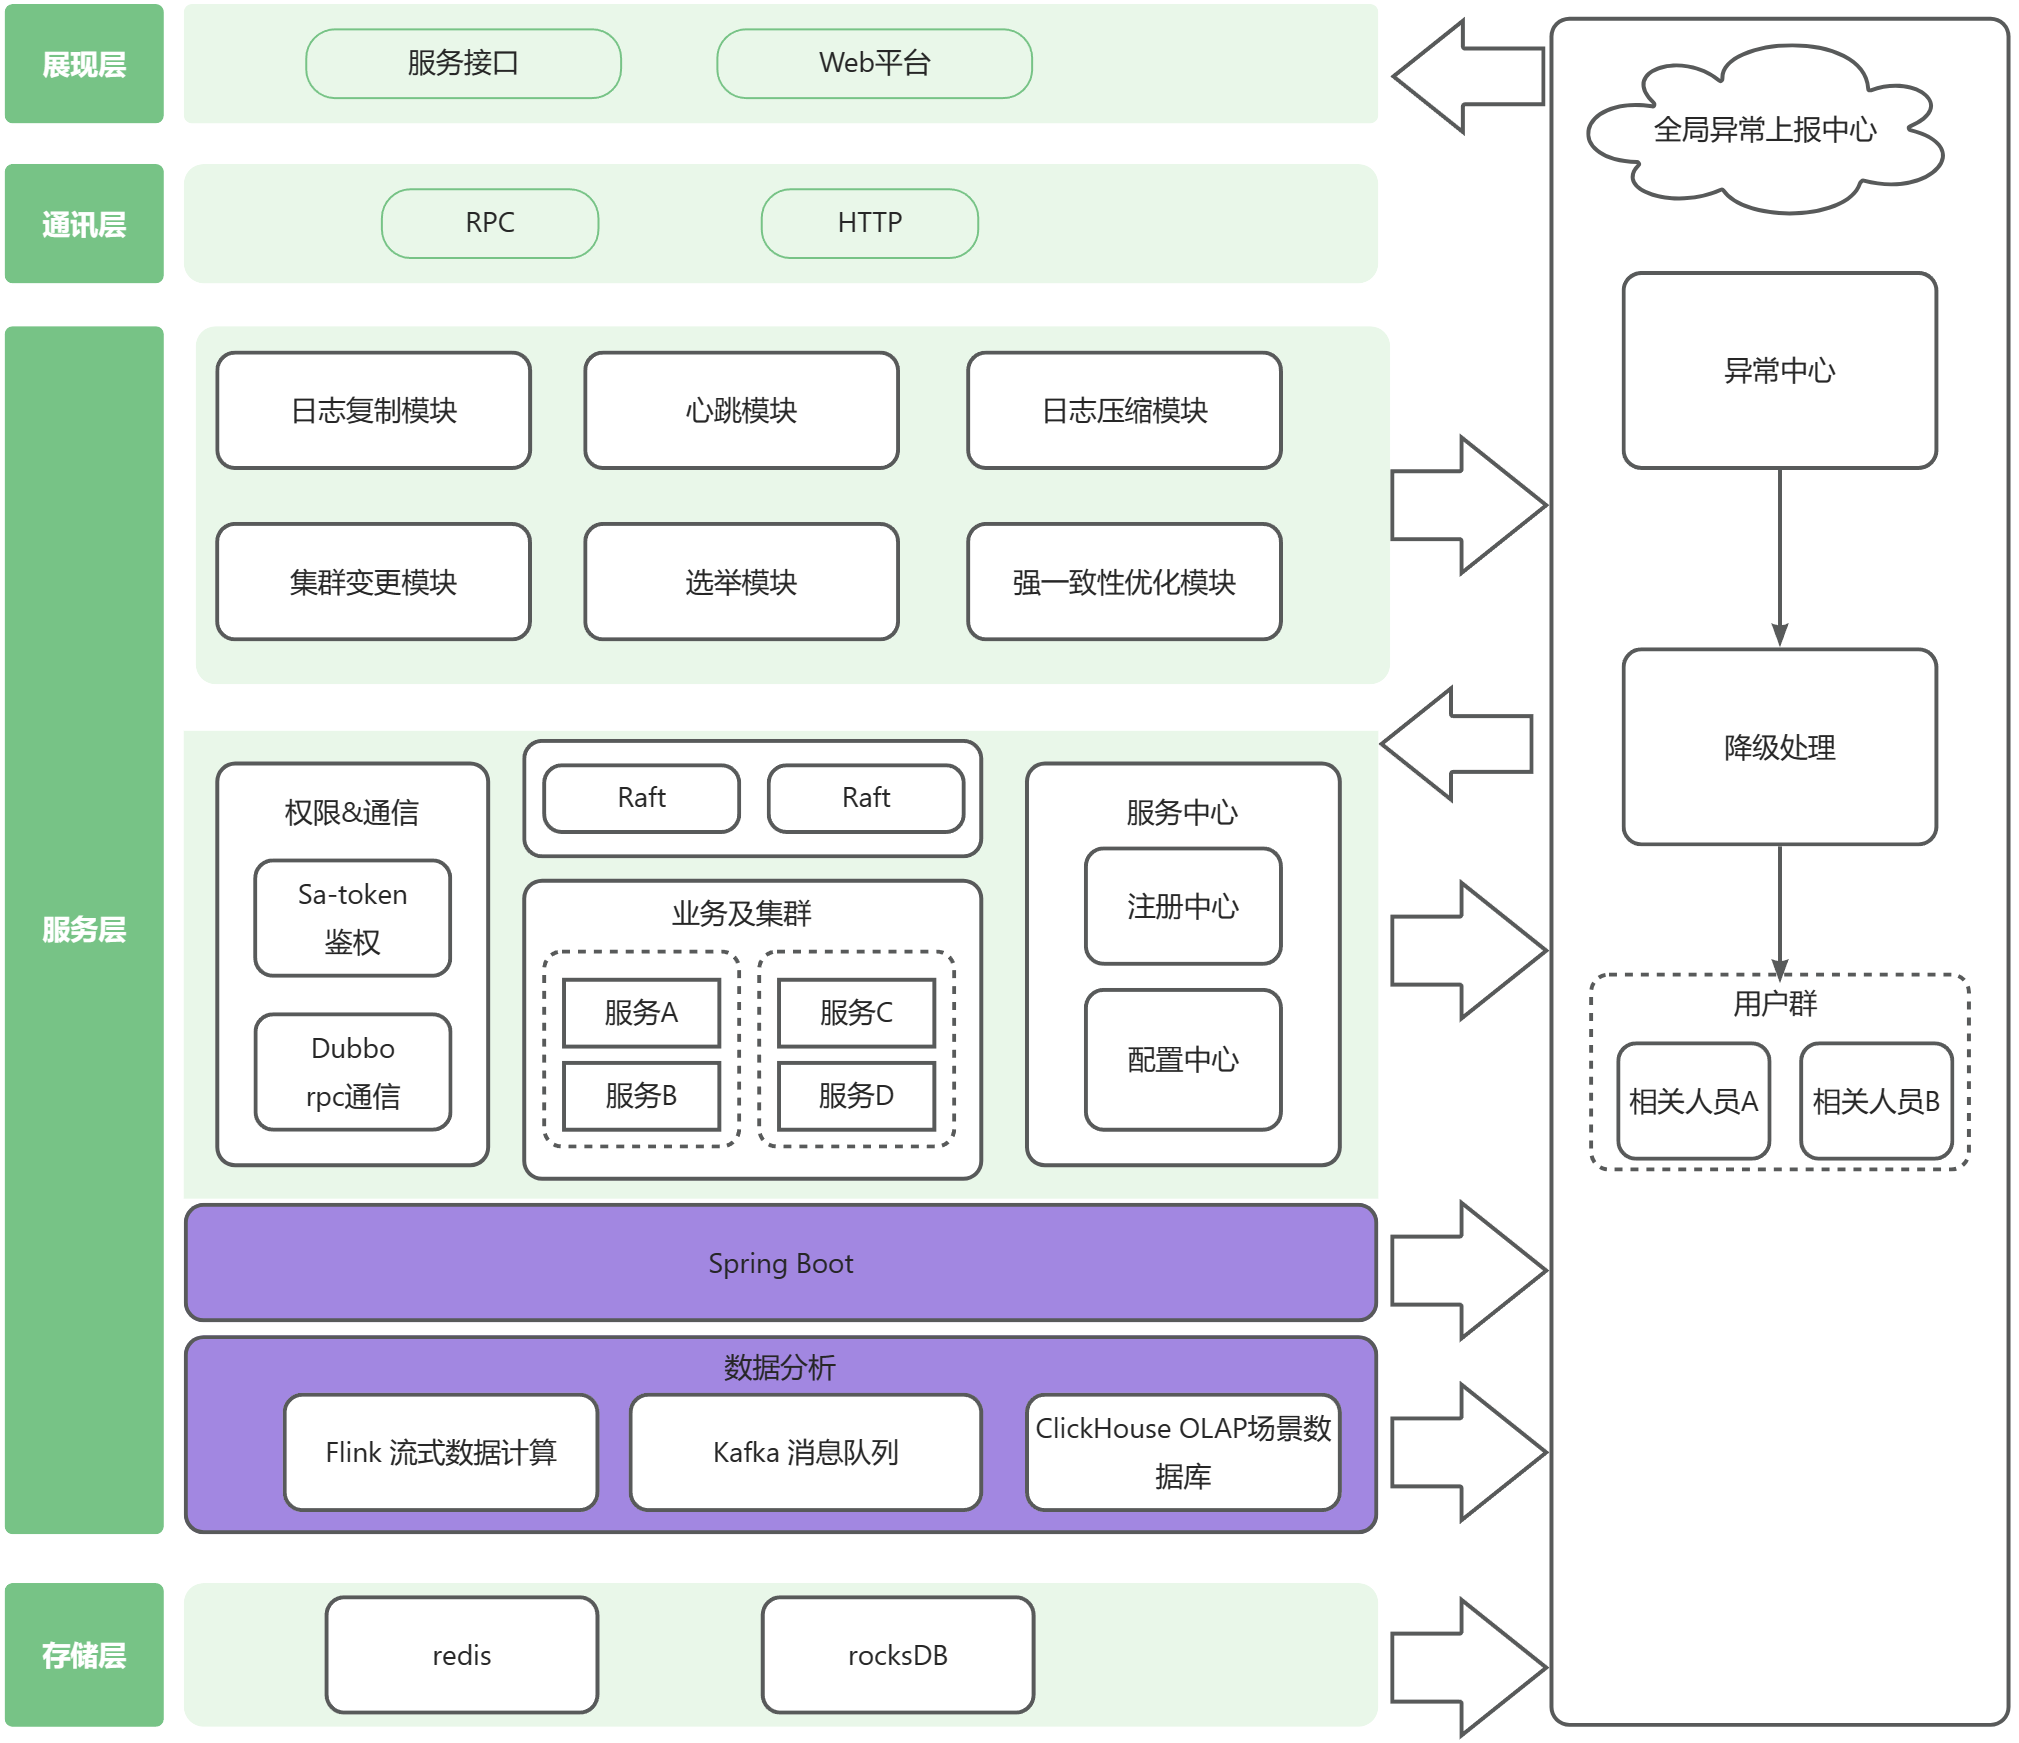 展现层
服务接口
Web平台
通讯层
RPC
HTTP
服务层
日志复制模块
心跳模块
日志压缩模块
集群变更模块
选举模块
强一致性优化模块
权限&通信
Sa-token
鉴权
Dubbo
rpc通信
Raft
Raft
业务及集群
服务A
服务C
服务B
服务D
服务中心
注册中心
配置中心
Spring Boot
数据分析
Flink 流式数据计算
Kafka 消息队列
ClickHouse OLAP场景数
据库
存储层
redis
rocksDB
全局异常上报中心
异常中心
降级处理
用户群
相关人员A
相关人员B